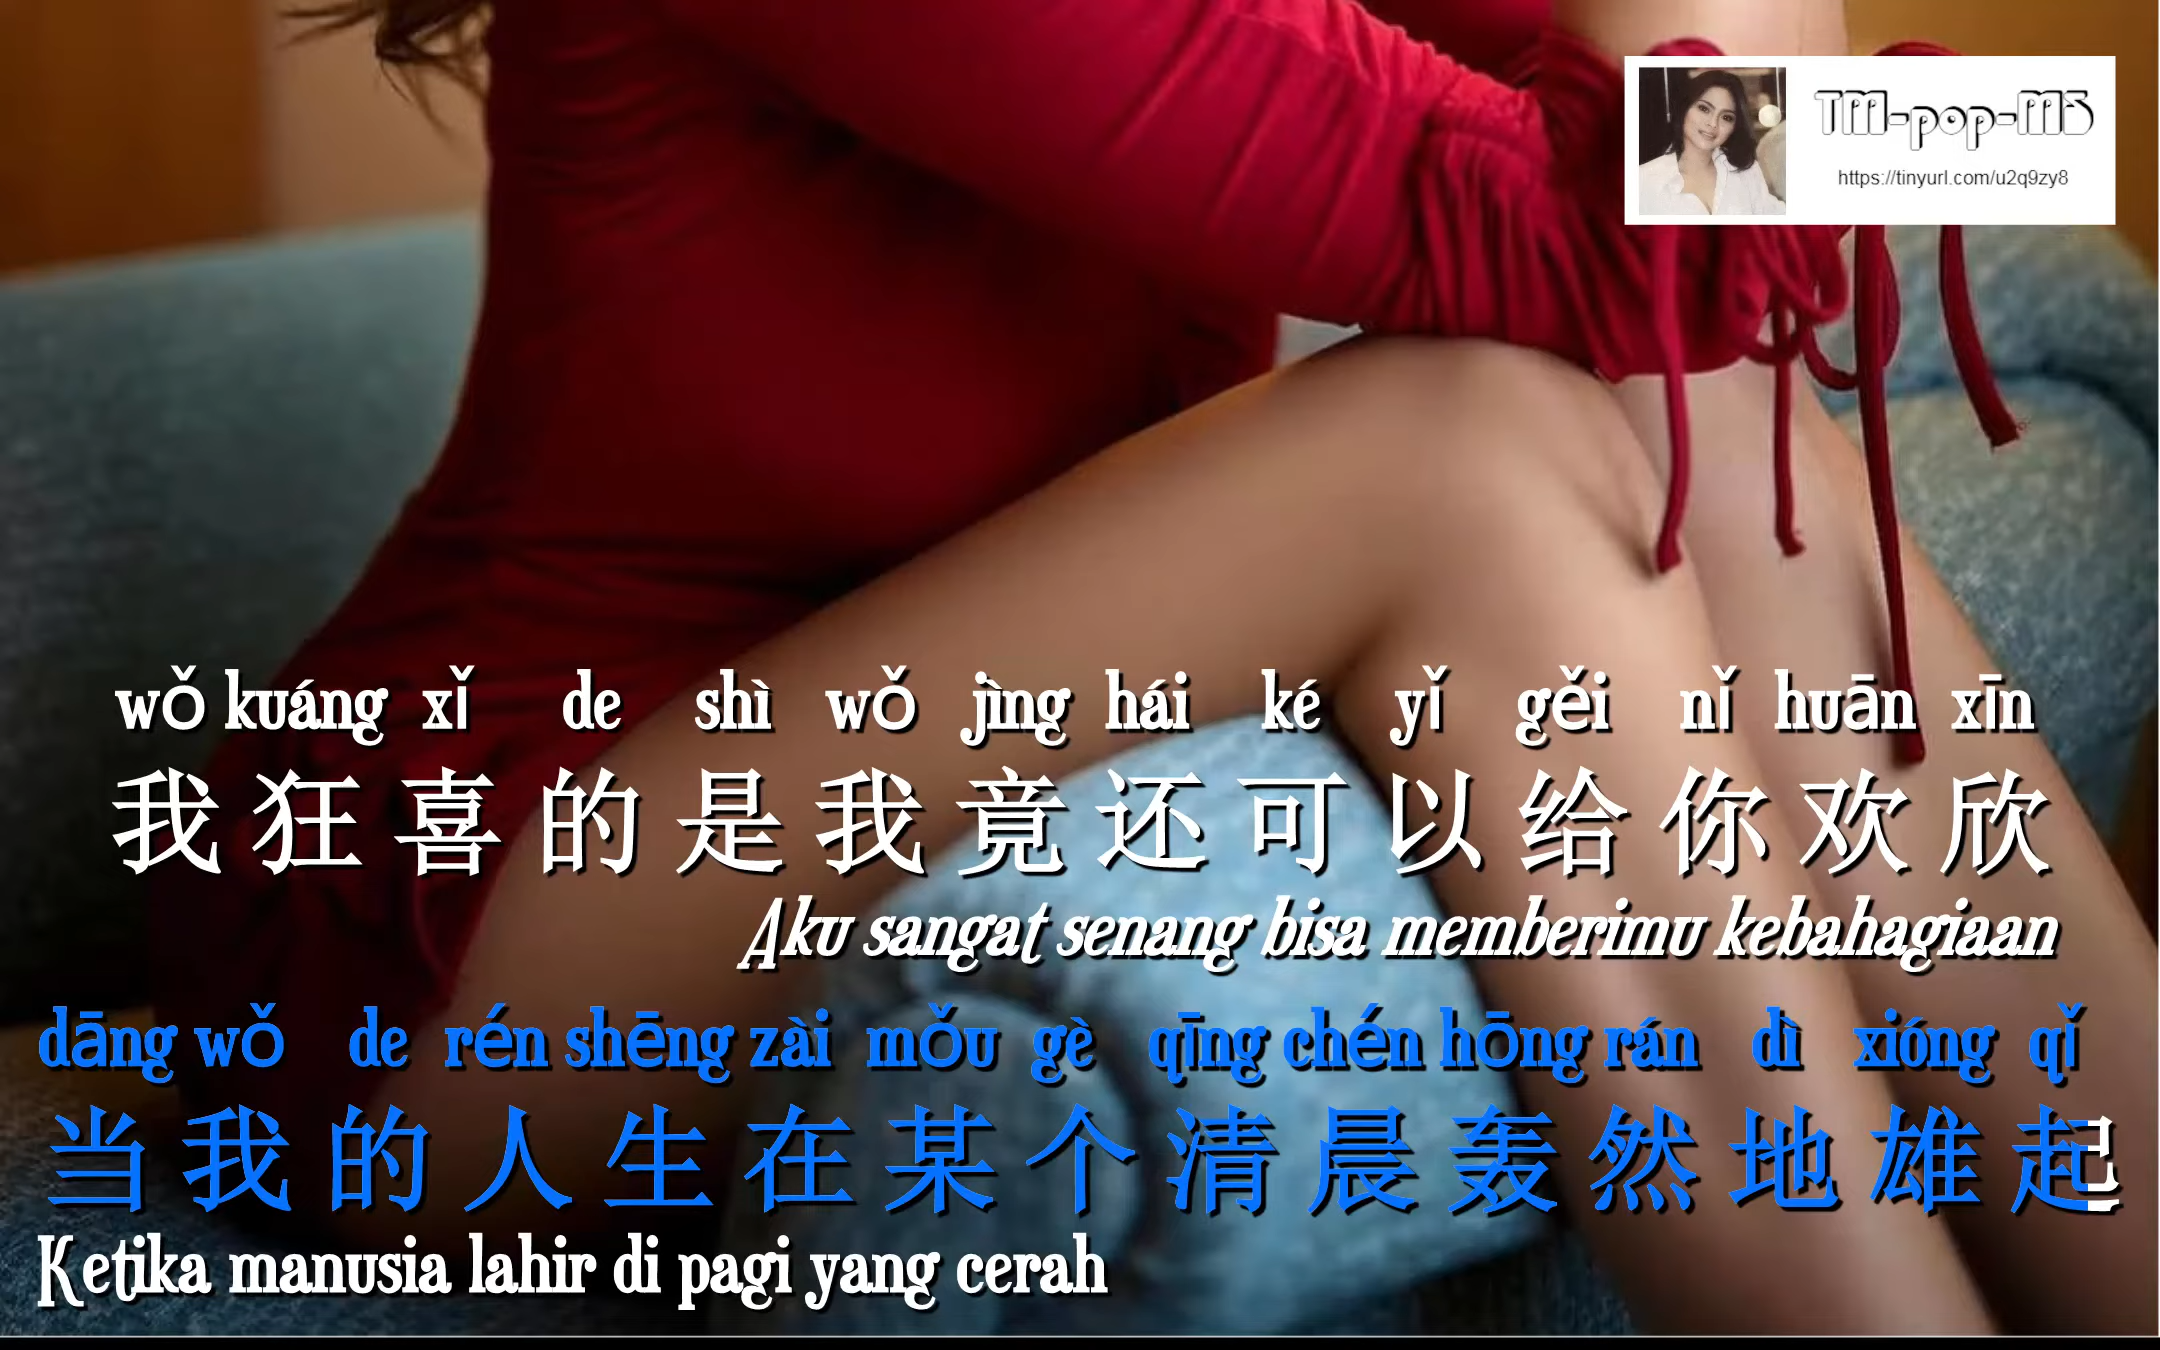 TM-pop-MS
https://tinyurl.com/u2q9zy8
wǒ kuáng xǐ de shì wǒ jìng hái ké yǐ gěi nǐ huān xīn
我狂喜的是我竟还可以给你欢欣
Aku sangat senang bisa memberimu kebahagiaan
dāng wǒ de rén shēng zài mǒu gè qīng chén hōng rán dì xióng qǐ
当我的人生在某个清晨轰然地雄起
Ketika manusia lahir di pagi yang cerah